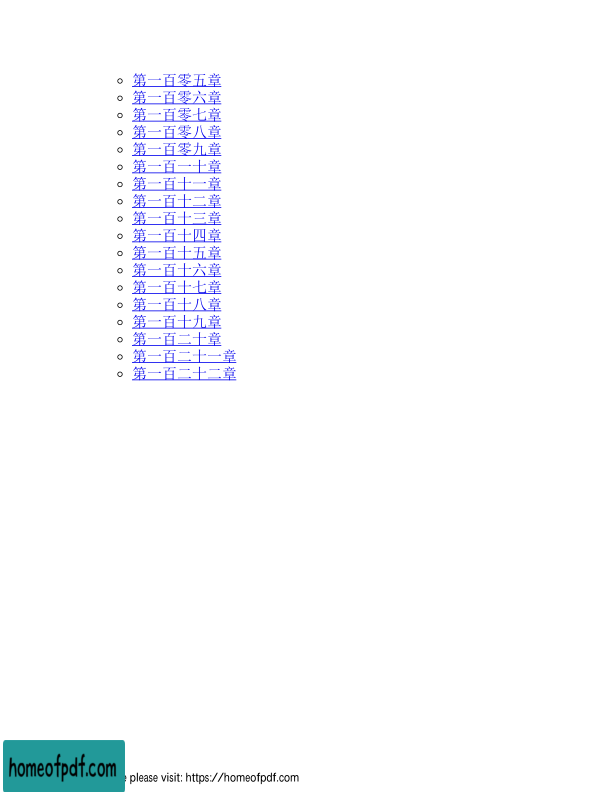 第一百零五章
第一百零六章
第一百零七章
第一百零八章
第一百零九章
第一百一十章
第一百十一章
第一百十二章
第一百十三章
第一百十四章
第一百十五章
第一百十六章
第一百十七章
第一百十八章
第一百十九章
第一百二十章
第一百二十一章
第一百二十二章
homeofpdf.com
please visit: https://homeofpdf.com